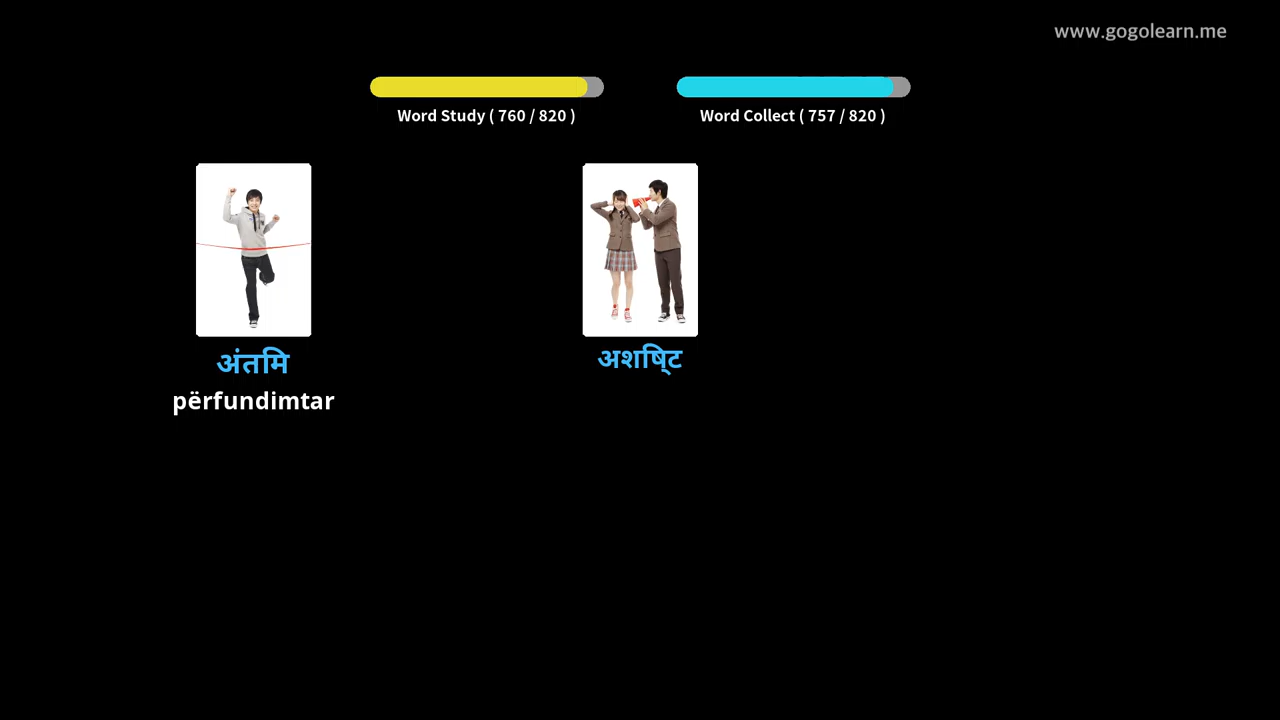 www.gogolearn.me
Word Study ( 760 / 820 )
Word Collect ( 757 / 820 )
अंतमि
përfundimtar
अशषि्ट